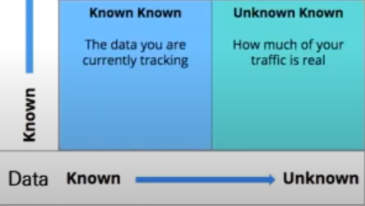 Known Known
The data you are
currently tracking
Unknown Known
How much of your
traffic is real
Known
Data Known Unknown